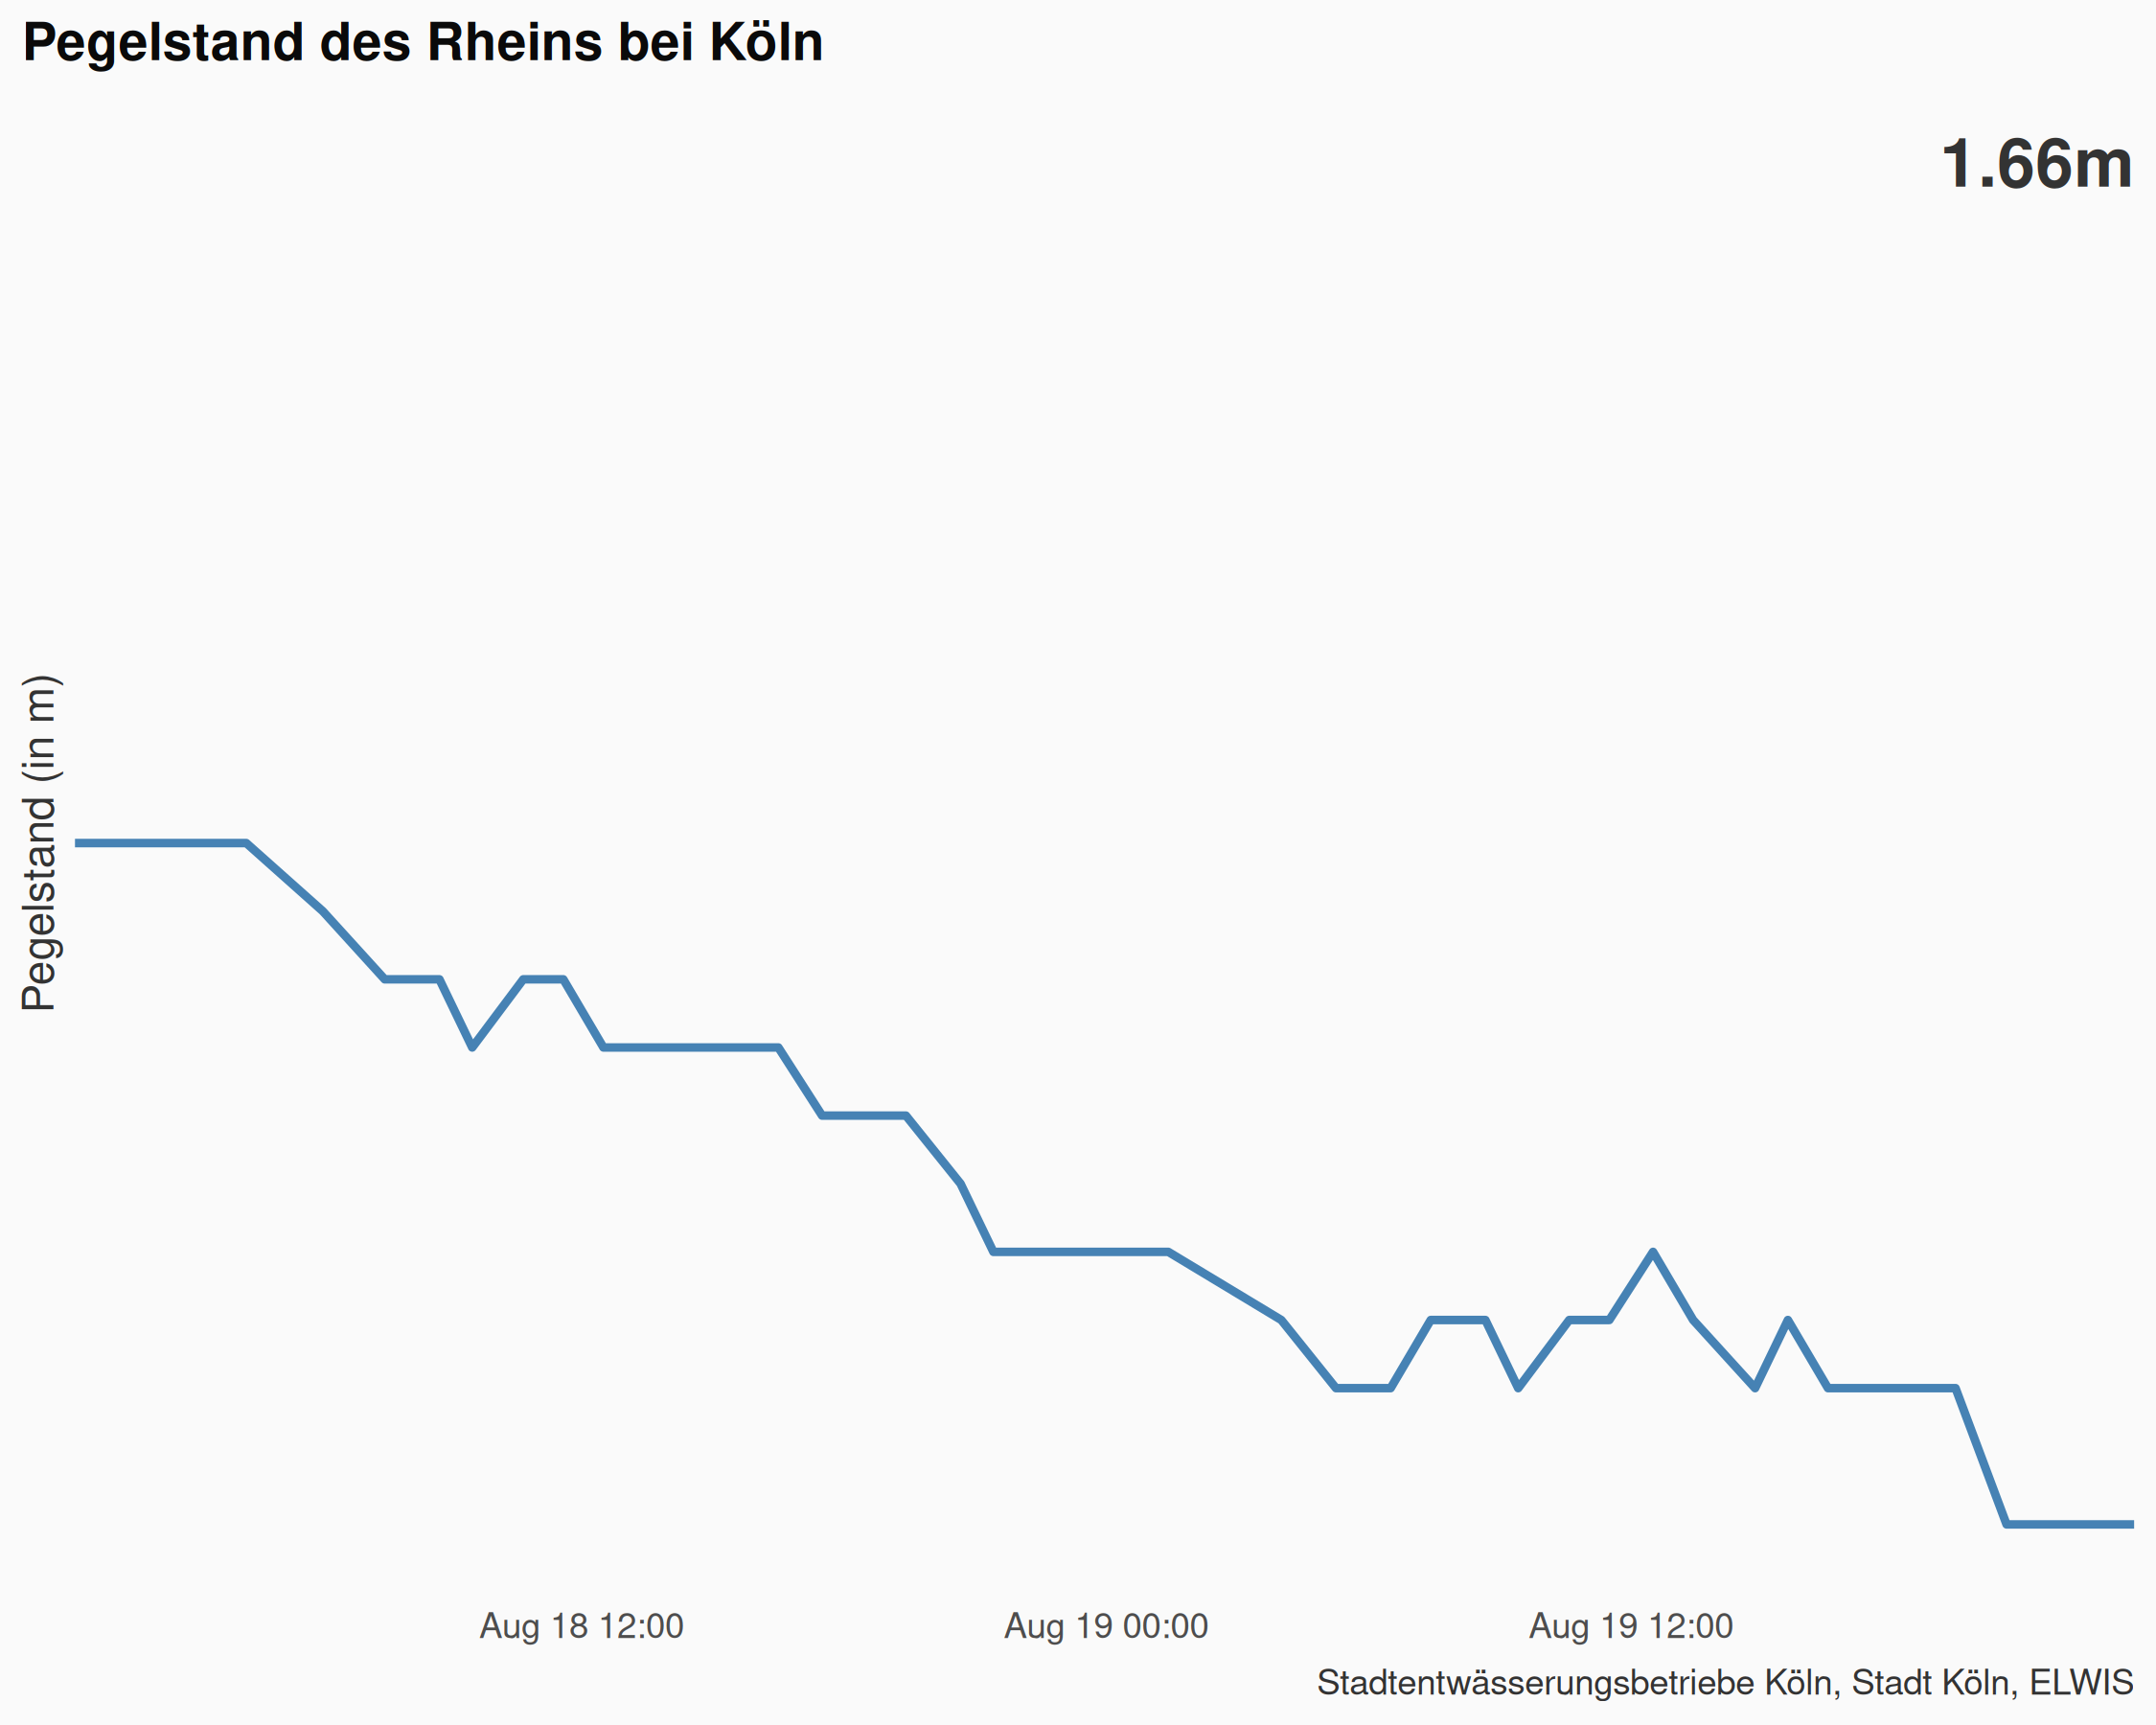 Pegelstand des Rheins bei Köln
1.66m
Pegelstand (in m)
Aug 18 12:00
Aug 19 00:00
Aug 19 12:00
Stadtentwässerungsbetriebe Köln, Stadt Köln, ELWIS